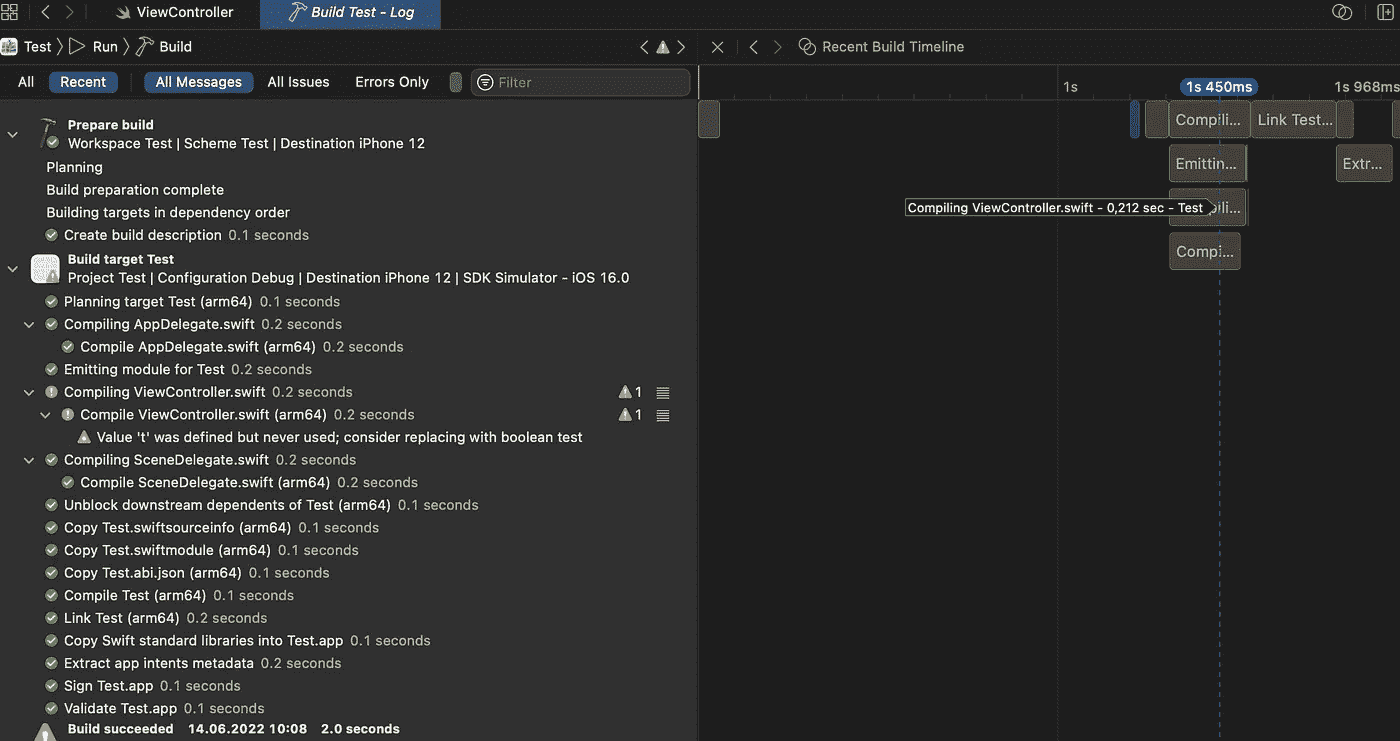 ViewController
Build Test - Log
Test
Run
Build
Recent Build Timeline
All
Recent
All Messages
All Issues
Errors Only
Filter
1s
1s 450ms
1s 968ms
Prepare build
Workspace Test | Scheme Test | Destination iPhone 12
Planning
Build preparation complete
Building targets in dependency order
Create build description 0.1 seconds
Build target Test
Project Test | Configuration Debug | Destination iPhone 12 | SDK Simulator - iOS 16.0
Planning target Test (arm64) 0.1 seconds
Compiling AppDelegate.swift 0.2 seconds
Compile AppDelegate.swift (arm64) 0.2 seconds
Emitting module for Test 0.2 seconds
Compiling ViewController.swift 0.2 seconds 1
Compile ViewController.swift (arm64) 0.2 seconds 1
Value 't' was defined but never used; consider replacing with boolean test
Compiling SceneDelegate.swift 0.2 seconds
Compile SceneDelegate.swift (arm64) 0.2 seconds
Unblock downstream dependents of Test (arm64) 0.1 seconds
Copy Test.swiftsourceinfo (arm64) 0.1 seconds
Copy Test.swiftmodule (arm64) 0.1 seconds
Copy Test.abi.json (arm64) 0.1 seconds
Compile Test (arm64) 0.1 seconds
Link Test (arm64) 0.2 seconds
Copy Swift standard libraries into Test.app 0.1 seconds
Extract app intents metadata 0.2 seconds
Sign Test.app 0.1 seconds
Validate Test.app 0.1 seconds
Build succeeded 14.06.2022 10:08 2.0 seconds
Compili...
Link Test...
Emittin...
Extr...
Compiling ViewController.swift - 0,212 sec - Test
Compi...